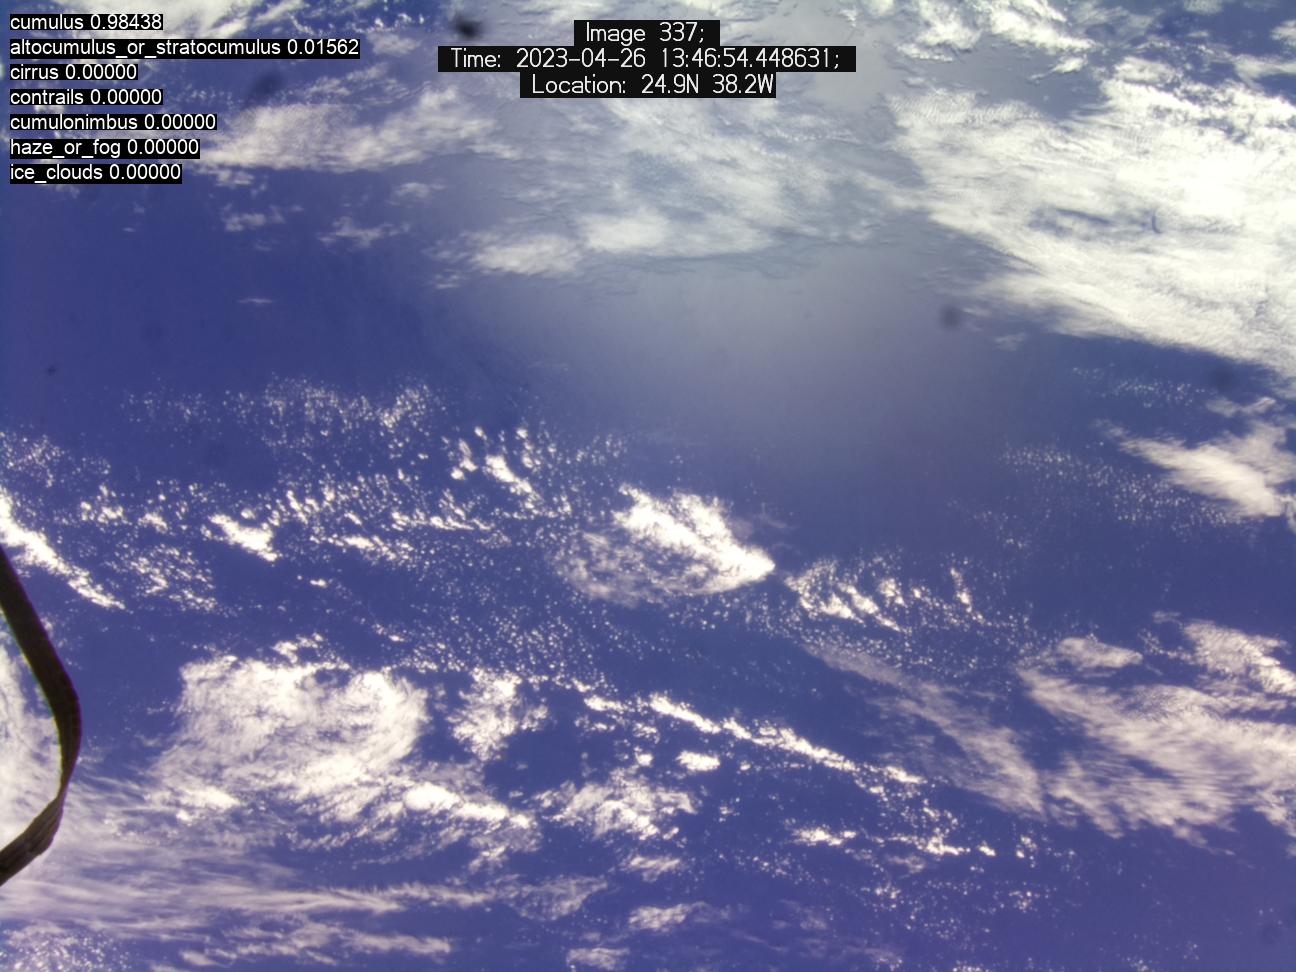 cumulus 0.98438
altocumulus_or_stratocumulus 0.01562
cirrus 0.00000
contrails 0.00000
cumulonimbus 0.00000
haze_or_fog 0.00000
ice_clouds 0.00000
Image 337;
Time: 2023-04-26 13:46:54.448631;
Location: 24.9N 38.2W